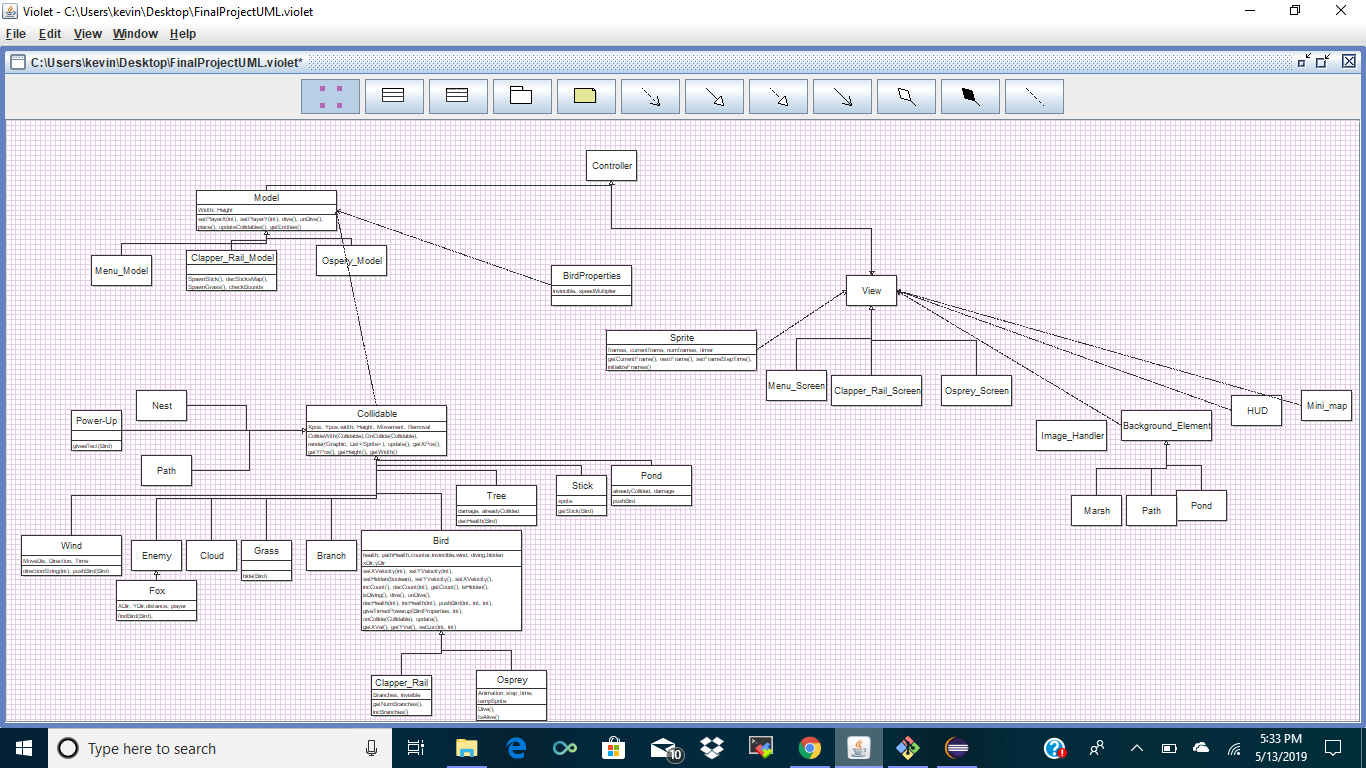 Violet - C:\Users\kevin\Desktop\FinalProjectUML.violet
File Edit View Window Help
C:\Users\kevin\Desktop\FinalProjectUML.violet*
Controller
Model
Width, Height
setPlayerX(int), setPlayerY(int), dive(), unDive(),
place(), updateCollidables(), getEntities()
Menu_Model
Clapper_Rail_Model
SpawnStick(), decSticksMap(),
SpawnGrass(), checkBounds
Osprey_Model
BirdProperties
invincible, speedMultiplier
View
Sprite
frames, currentframe, numframes, timer
getCurrentFrame(), nextFrame(), setFrameStepTime(),
initializeFrames()
Menu_Screen
Clapper_Rail_Screen
Osprey_Screen
Image_Handler
Background_Element
HUD
Mini_map
Marsh
Path
Pond
Nest
Power-Up
Path
Collidable
Xpos, Ypos,width, Height, Movement, Removal
CollideWith(Collidable),OnCollide(Collidable),
render(Graphic, List<Sprite>), update(), getXPos(),
getYPos(), getHeight(), getWidth()
Tree
damage, alreadyCollided
decHealth(Bird)
Stick
sprite
getStick(Bird)
Pond
alreadyCollided, damage
pushBird
Wind
MoveDis, Direction, Time
directionString(int), pushBird(Bird)
Enemy
Cloud
Grass
hide(Bird)
Branch
Fox
XDir, YDir,distance, player
findBird(Bird),
Bird
health, pathHealth,counter,invincible,wind, diving,hidden
xDir,yDir
setXVelocity(int), setYVelocity(int),
setHidden(boolean), getYVelocity(), getXVelocity(),
incCount(), decCount(int), getCount(), isHidden(),
isDiving(), dive(), unDive(),
decHealth(int), incHealth(int), pushBird(int, int, int),
giveTimedPowerup(BirdProperties, int),
onCollide(Collidable), update(),
getXVel(), getYVel(), setLoc(int, int)
Clapper_Rail
Branches, invisible
getNumBranches(),
incBranches()
Osprey
Animation_step_time,
tempSprite
Dive(),
isAlive()
Type here to search
10
5:33 PM
5/13/2019